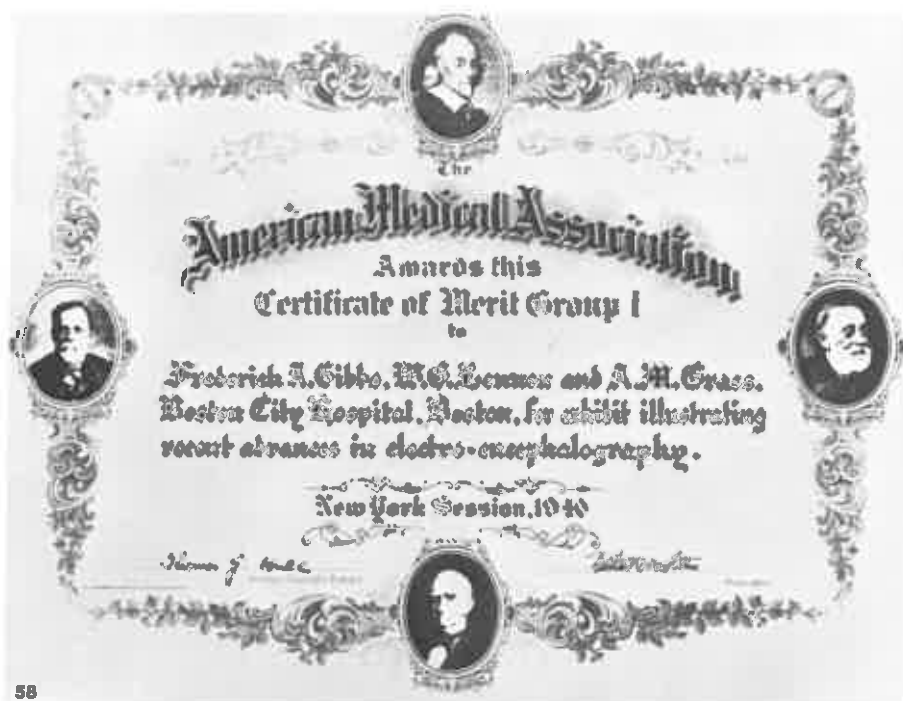 The
American Medical Association
Awards this
Certificate of Merit Group I
to
Frederick A. Gibbs, W.G. Lennox and A.M. Grass,
Boston City Hospital, Boston, for exhibit illustrating
recent advances in electro-encephalography.
New York Session, 1940
Thomas G
58